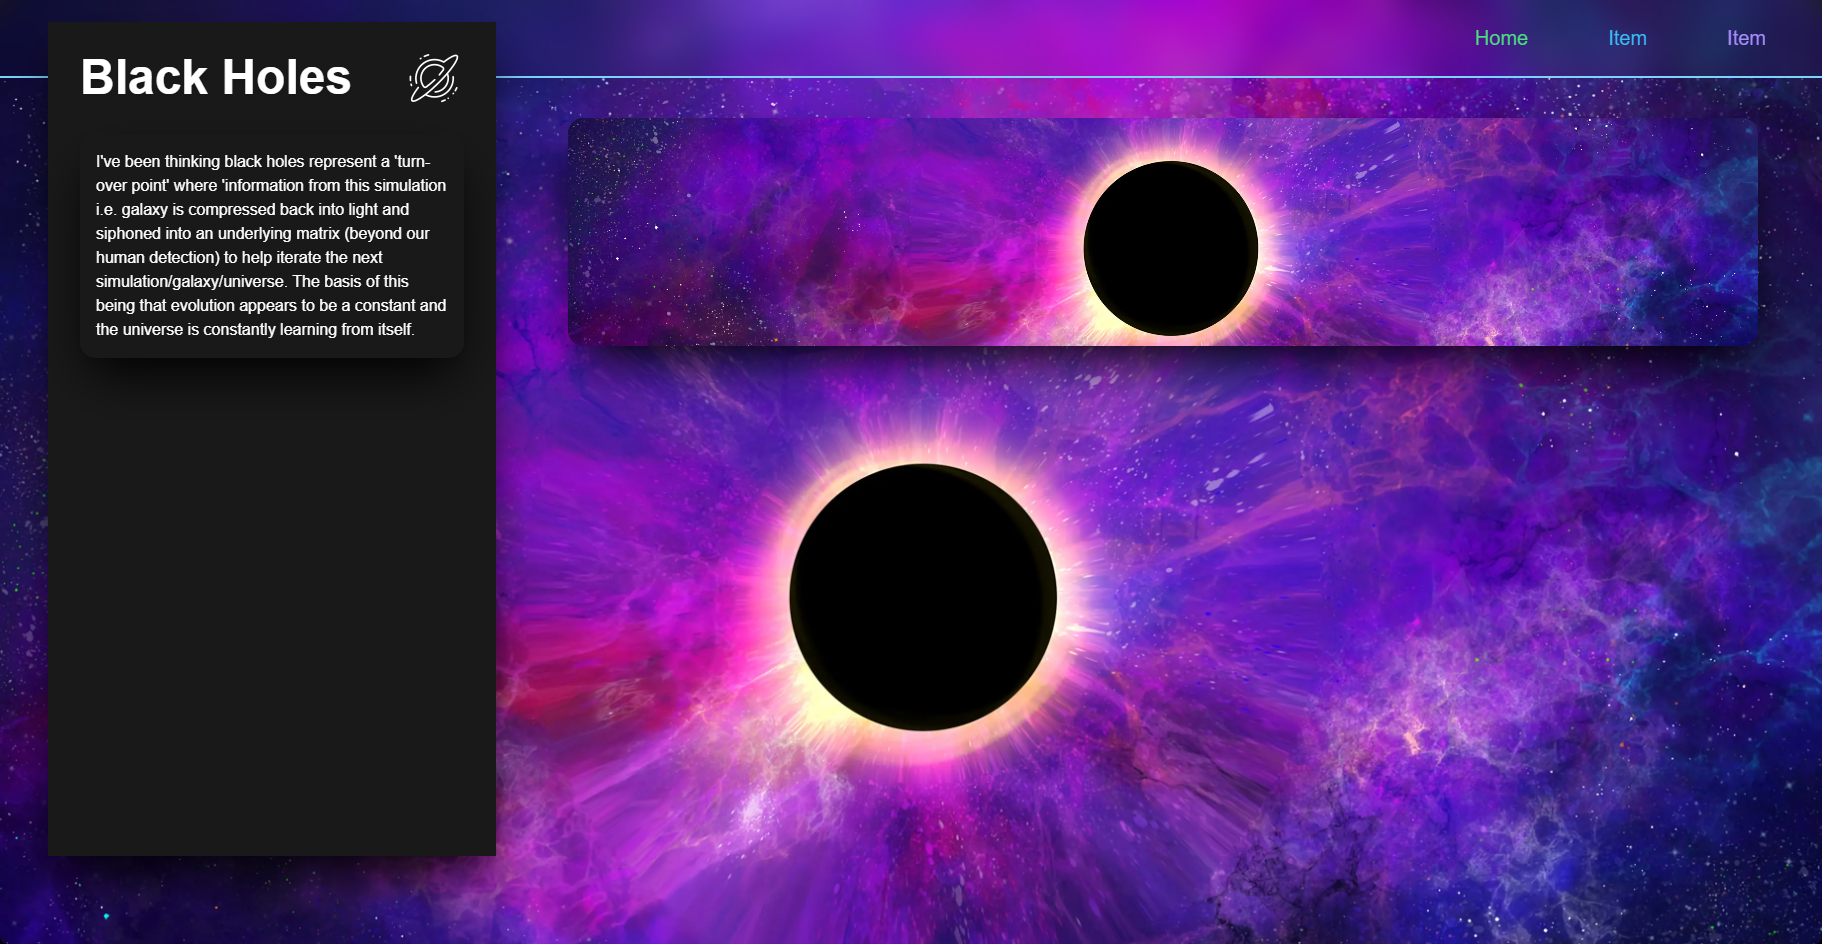 Home Item Item
Black Holes
I've been thinking black holes represent a 'turn-
over point' where 'information from this simulation
i.e. galaxy is compressed back into light and
siphoned into an underlying matrix (beyond our
human detection) to help iterate the next
simulation/galaxy/universe. The basis of this
being that evolution appears to be a constant and
the universe is constantly learning from itself.